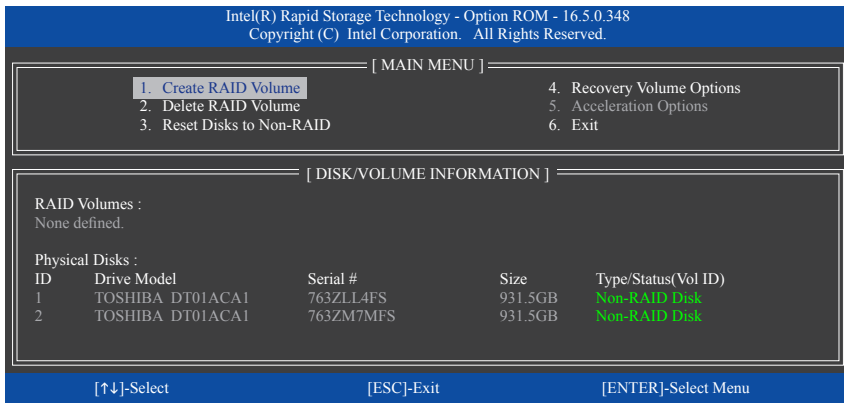 Intel(R) Rapid Storage Technology - Option ROM - 16.5.0.348
Copyright (C) Intel Corporation. All Rights Reserved.
[ MAIN MENU ]
1. Create RAID Volume
2. Delete RAID Volume
3. Reset Disks to Non-RAID
4. Recovery Volume Options
5. Acceleration Options
6. Exit
[ DISK/VOLUME INFORMATION ]
RAID Volumes :
None defined.
Physical Disks :
ID Drive Model Serial # Size Type/Status(Vol ID)
1 TOSHIBA DT01ACA1 763ZLL4FS 931.5GB Non-RAID Disk
2 TOSHIBA DT01ACA1 763ZM7MFS 931.5GB Non-RAID Disk
[↑↓]-Select [ESC]-Exit [ENTER]-Select Menu